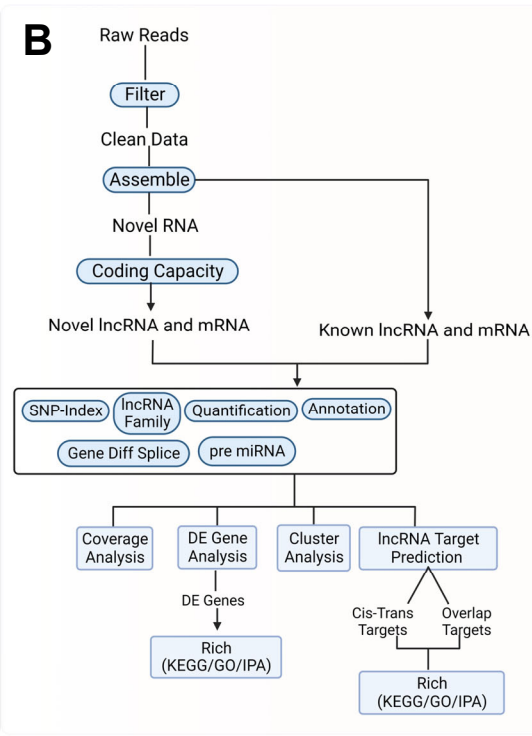 B
Raw Reads
Filter
Clean Data
Assemble
Novel RNA
Coding Capacity
Novel lncRNA and mRNA
Known lncRNA and mRNA
SNP-Index
lncRNA
Family
Quantification
Annotation
Gene Diff Splice
pre miRNA
Coverage
Analysis
DE Gene
Analysis
Cluster
Analysis
lncRNA Target
Prediction
DE Genes
Cis-Trans
Targets
Overlap
Targets
Rich
(KEGG/GO/IPA)
Rich
(KEGG/GO/IPA)